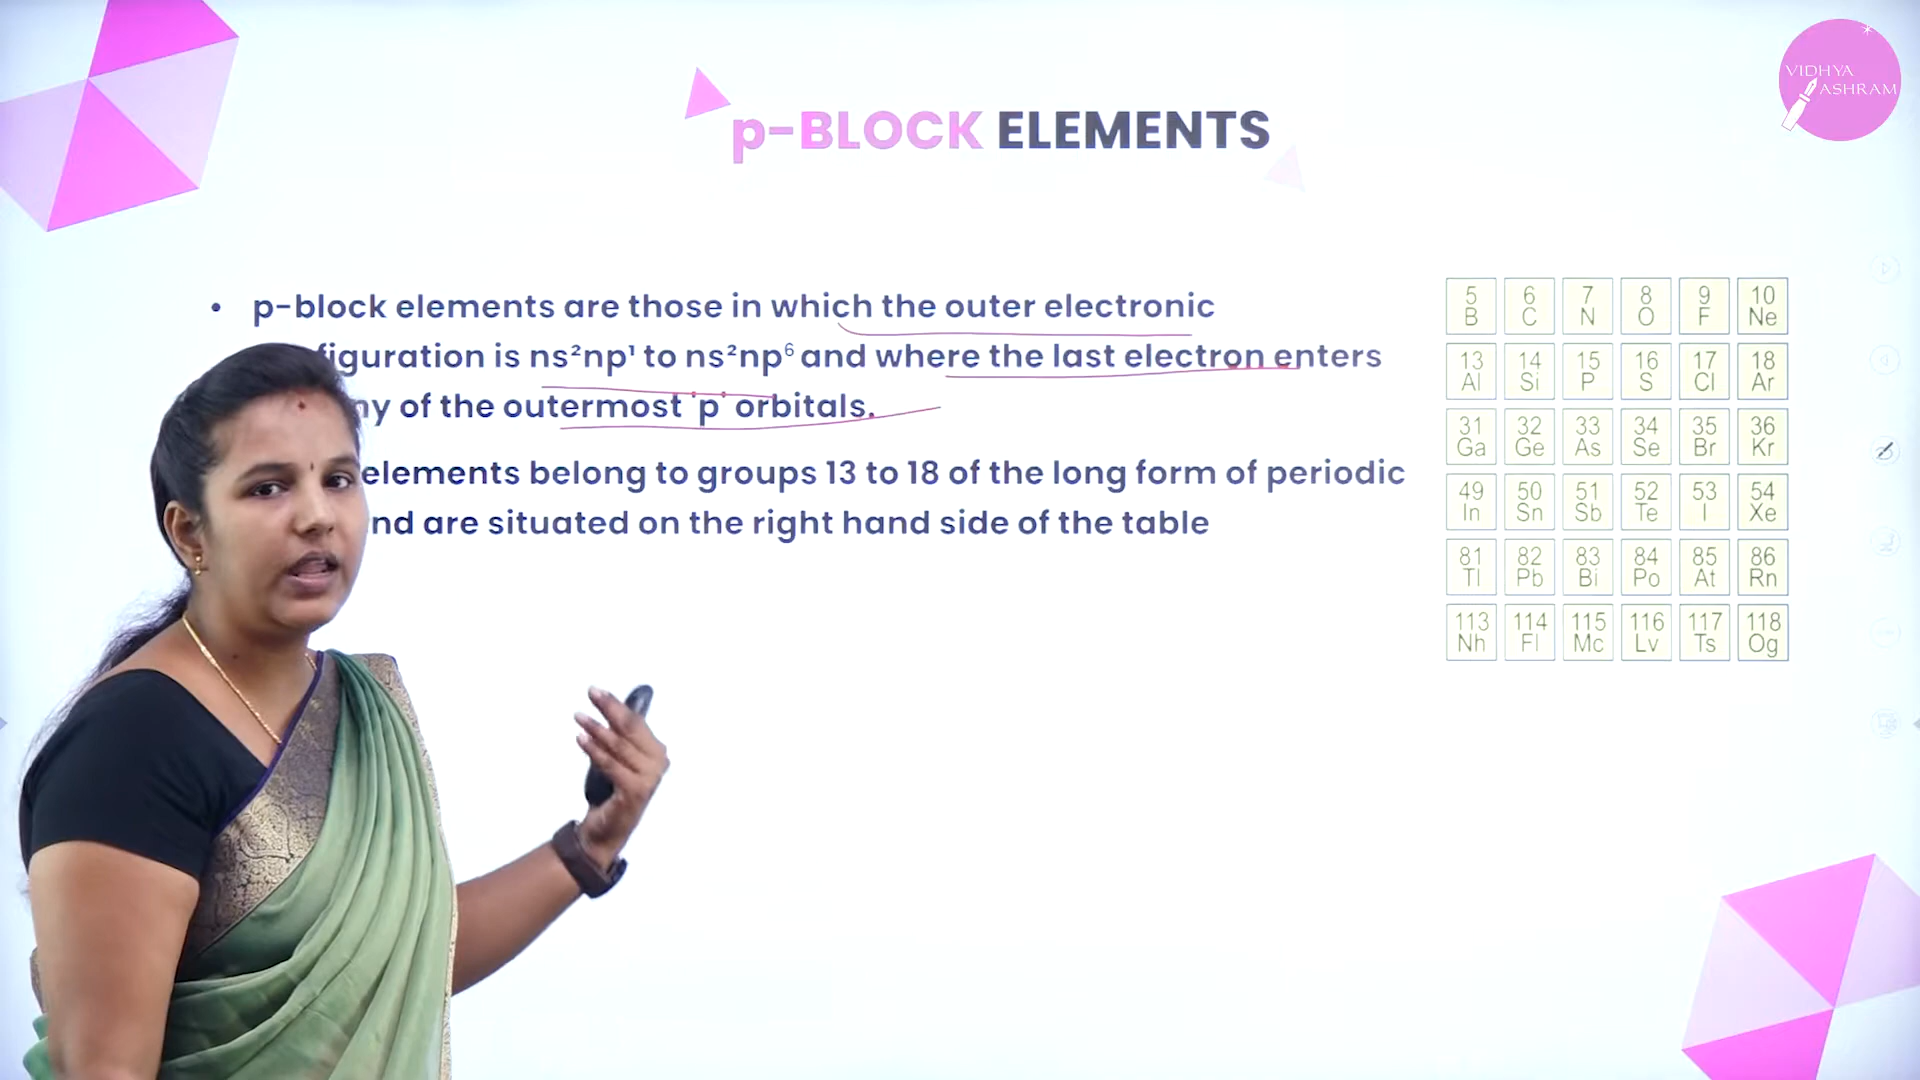 VIDHYA
ASHRAM
p-BLOCK ELEMENTS
• p-block elements are those in which the outer electronic
figuration is ns²np¹ to ns²np⁶ and where the last electron enters
ny of the outermost 'p' orbitals.
elements belong to groups 13 to 18 of the long form of periodic
nd are situated on the right hand side of the table
5 6 7 8 9 10
B C N O F Ne
13 14 15 16 17 18
Al Si P S Cl Ar
31 32 33 34 35 36
Ga Ge As Se Br Kr
49 50 51 52 53 54
In Sn Sb Te I Xe
81 82 83 84 85 86
Tl Pb Bi Po At Rn
113 114 115 116 117 118
Nh Fl Mc Lv Ts Og